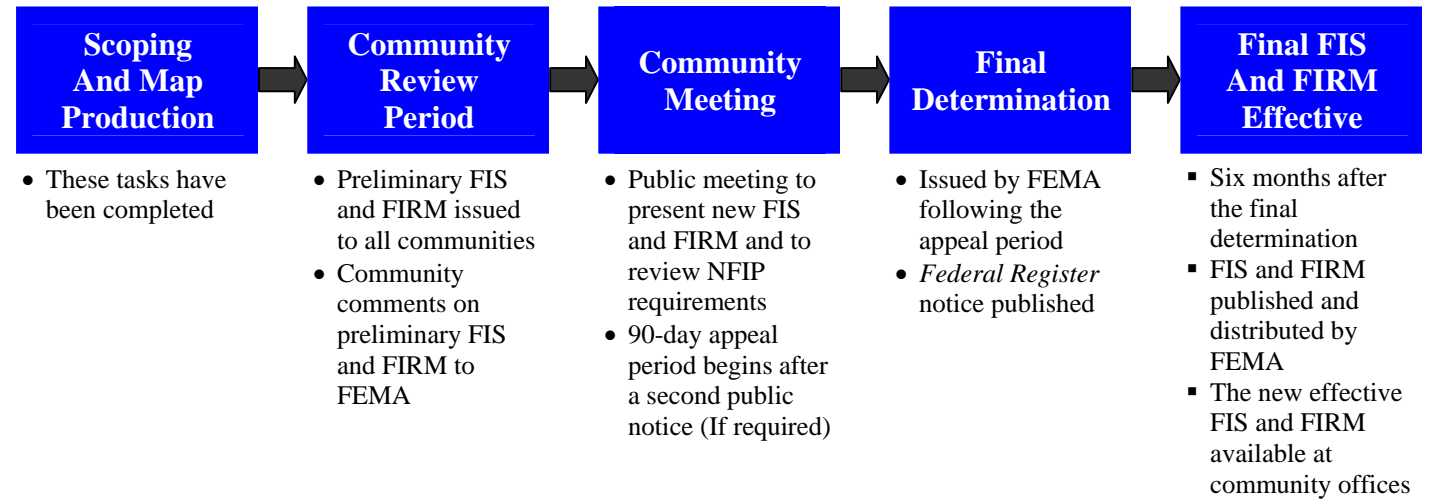 Scoping
And Map
Production
• These tasks have
been completed
Community
Review
Period
• Preliminary FIS
and FIRM issued
to all communities
• Community
comments on
preliminary FIS
and FIRM to
FEMA
Community
Meeting
• Public meeting to
present new FIS
and FIRM and to
review NFIP
requirements
• 90-day appeal
period begins after
a second public
notice (If required)
Final
Determination
• Issued by FEMA
following the
appeal period
• Federal Register
notice published
Final FIS
And FIRM
Effective
▪ Six months after
the final
determination
▪ FIS and FIRM
published and
distributed by
FEMA
▪ The new effective
FIS and FIRM
available at
community offices